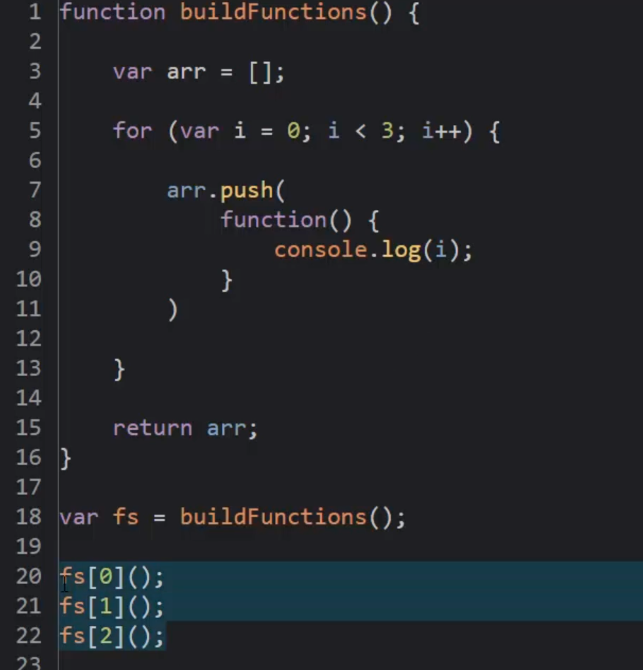 1 function buildFunctions() {
2
3     var arr = [];
4
5     for (var i = 0; i < 3; i++) {
6
7         arr.push(
8             function() {
9                 console.log(i);
10             }
11         )
12
13     }
14
15     return arr;
16 }
17
18 var fs = buildFunctions();
19
20 fs[0]();
21 fs[1]();
22 fs[2]();
23